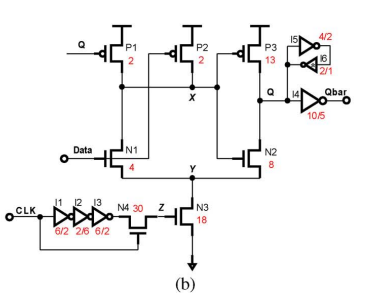 Q P1 P2 P3 I5 4/2
2 2 13 I6
2/1
X Q I4 Qbar
10/5
Data N1 N2
4 8
Y
CLK I1 I2 I3 N4 30 Z N3
6/2 2/6 6/2 18
(b)